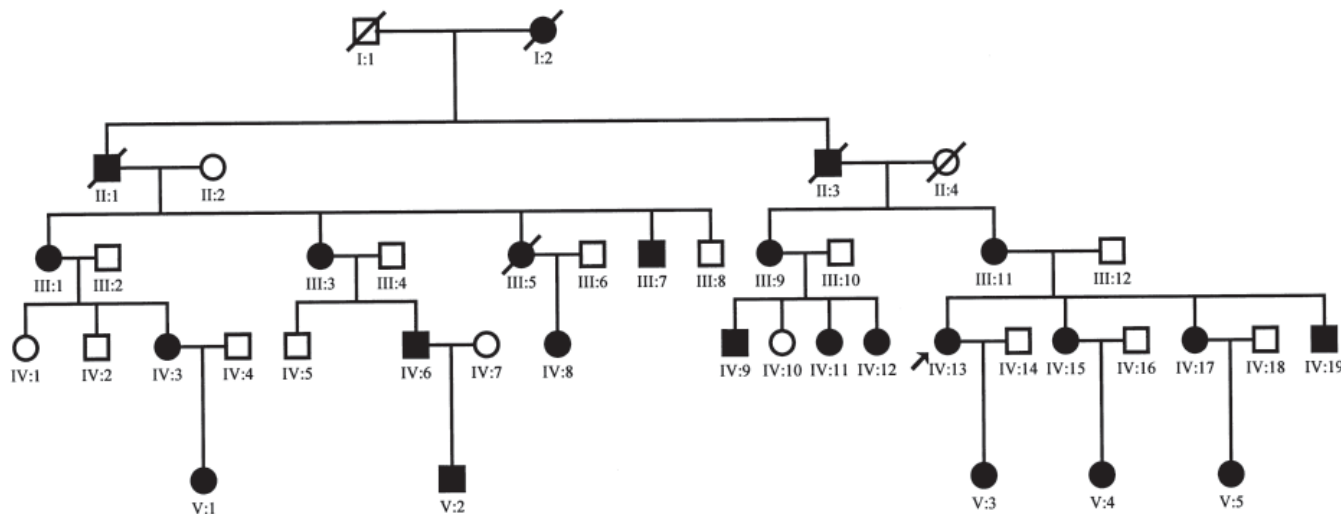 I:1 I:2
II:1 II:2 II:3 II:4
III:1 III:2 III:3 III:4 III:5 III:6 III:7 III:8 III:9 III:10 III:11 III:12
IV:1 IV:2 IV:3 IV:4 IV:5 IV:6 IV:7 IV:8 IV:9 IV:10 IV:11 IV:12 IV:13 IV:14 IV:15 IV:16 IV:17 IV:18 IV:19
V:1 V:2 V:3 V:4 V:5